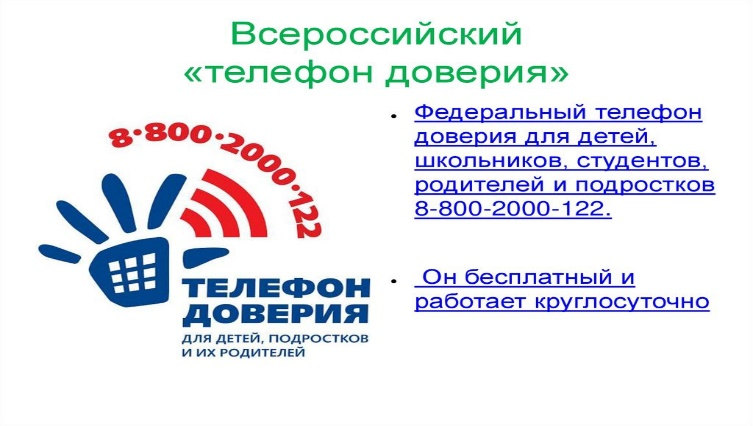 Всероссийский
«телефон доверия»
8·800·2000·122
ТЕЛЕФОН
ДОВЕРИЯ
ДЛЯ ДЕТЕЙ, ПОДРОСТКОВ
И ИХ РОДИТЕЛЕЙ
• Федеральный телефон
доверия для детей,
школьников, студентов,
родителей и подростков
8-800-2000-122.
• Он бесплатный и
работает круглосуточно